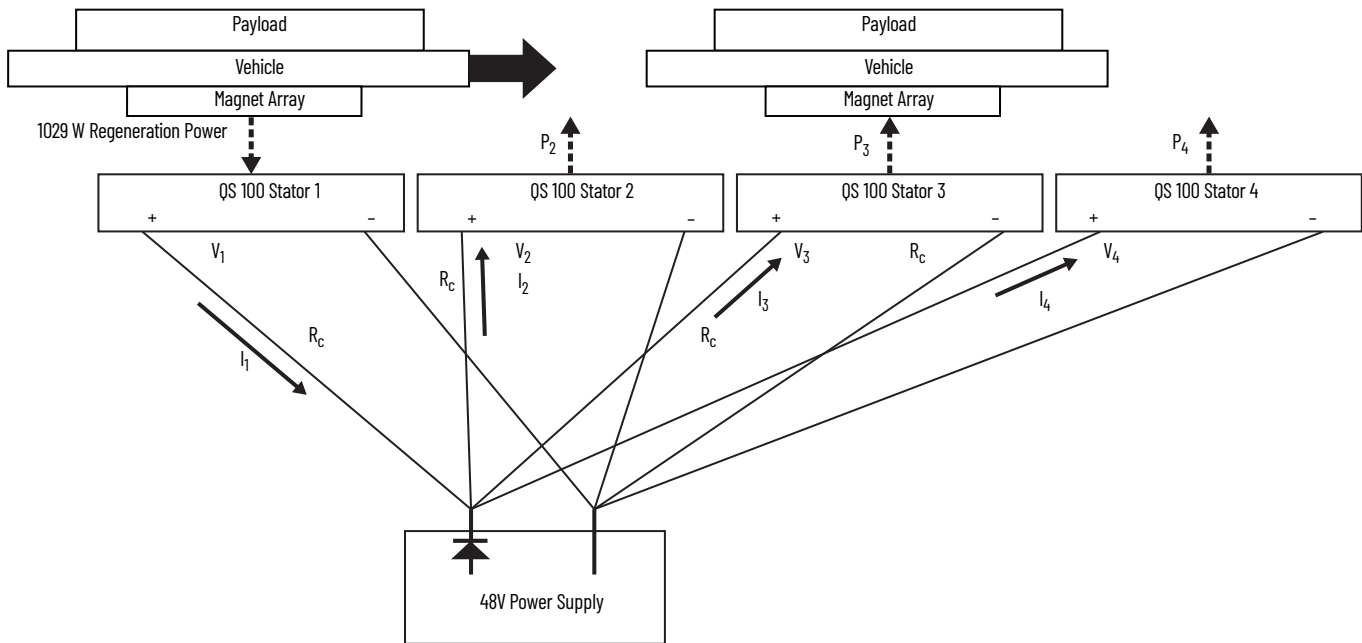 Payload
Vehicle
Magnet Array
1029 W Regeneration Power
Payload
Vehicle
Magnet Array
P2
P3
P4
QS 100 Stator 1
+ –
QS 100 Stator 2
+ –
QS 100 Stator 3
+ –
QS 100 Stator 4
+ –
V1
I1
Rc
V2
I2
Rc
V3
I3
Rc
Rc
V4
I4
48V Power Supply